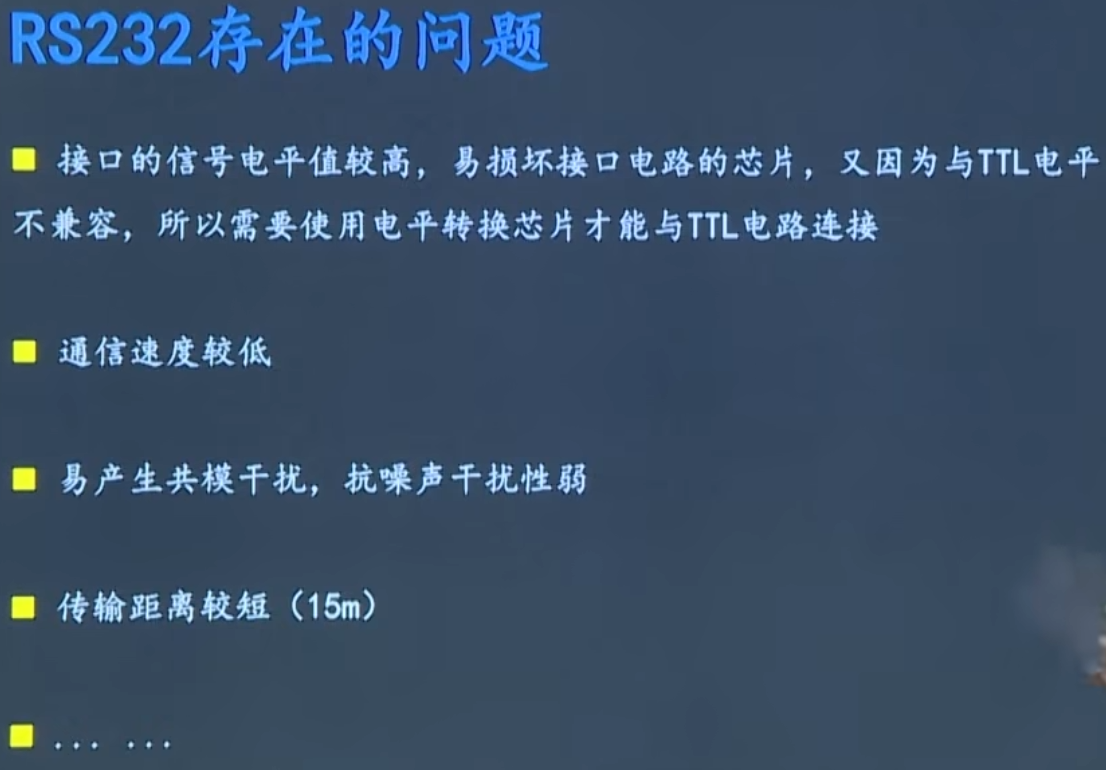 RS232存在的问题
接口的信号电平值较高，易损坏接口电路的芯片，又因为与TTL电平
不兼容，所以需要使用电平转换芯片才能与TTL电路连接
通信速度较低
易产生共模干扰，抗噪声干扰性弱
传输距离较短（15m）
... ...